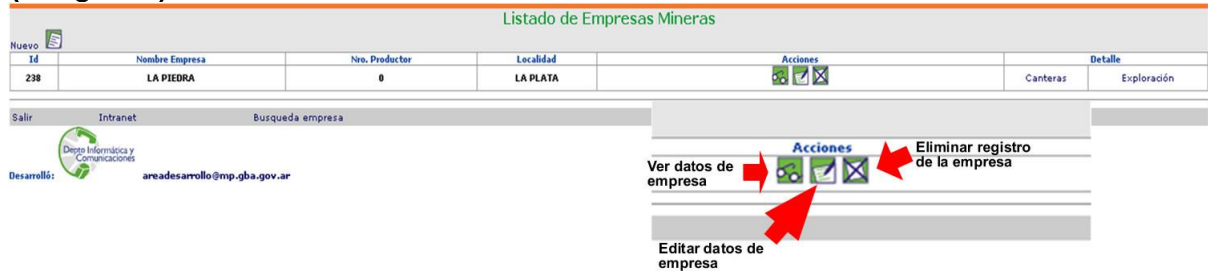 Listado de Empresas Mineras
Nuevo
Id Nombre Empresa Nro. Productor Localidad Acciones Detalle
238 LA PIEDRA 0 LA PLATA Canteras Exploración
Salir Intranet Busqueda empresa
Depto Informática y
Comunicaciones
Desarrolló: areadesarrollo@mp.gba.gov.ar
Acciones
Ver datos de
empresa
Eliminar registro
de la empresa
Editar datos de
empresa